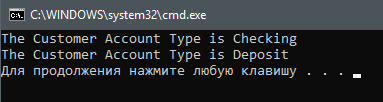 C:\WINDOWS\system32\cmd.exe
The Customer Account Type is Checking
The Customer Account Type is Deposit
Для продолжения нажмите любую клавишу . . .